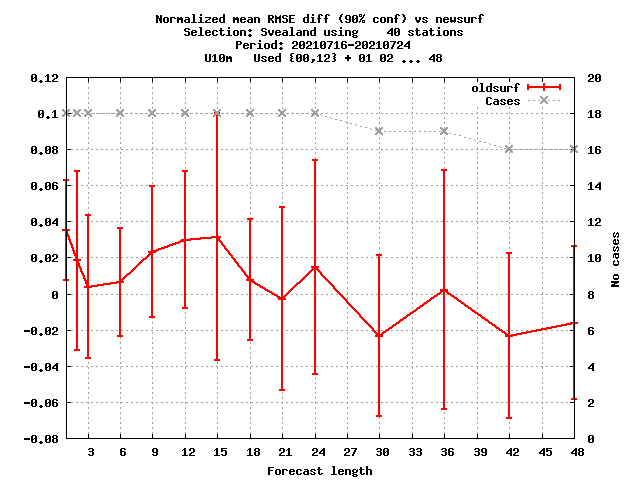 Normalized mean RMSE diff (90% conf) vs newsurf
Selection: Svealand using    40 stations
Period: 20210716-20210724
U10m   Used {00,12} + 01 02 ... 48
0.12
0.1
0.08
0.06
0.04
0.02
0
-0.02
-0.04
-0.06
-0.08
oldsurf
Cases
20
18
16
14
12
10
8
6
4
2
0
No cases
3 6 9 12 15 18 21 24 27 30 33 36 39 42 45 48
Forecast length